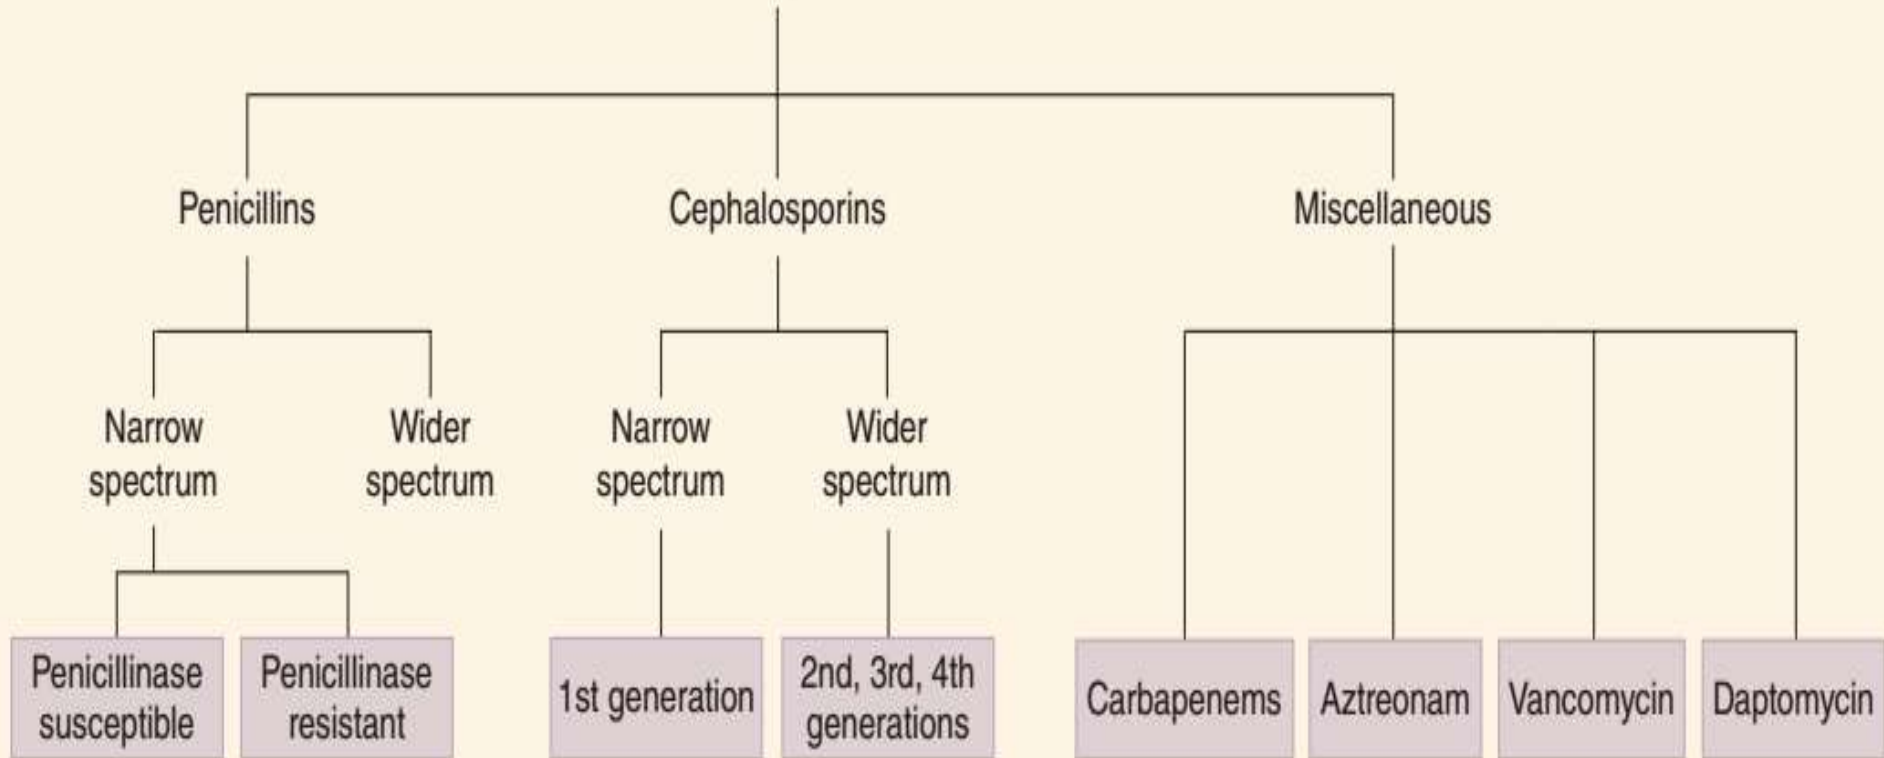 Penicillins
Cephalosporins
Miscellaneous
Narrow
spectrum
Wider
spectrum
Narrow
spectrum
Wider
spectrum
Penicillinase
susceptible
Penicillinase
resistant
1st generation
2nd, 3rd, 4th
generations
Carbapenems
Aztreonam
Vancomycin
Daptomycin